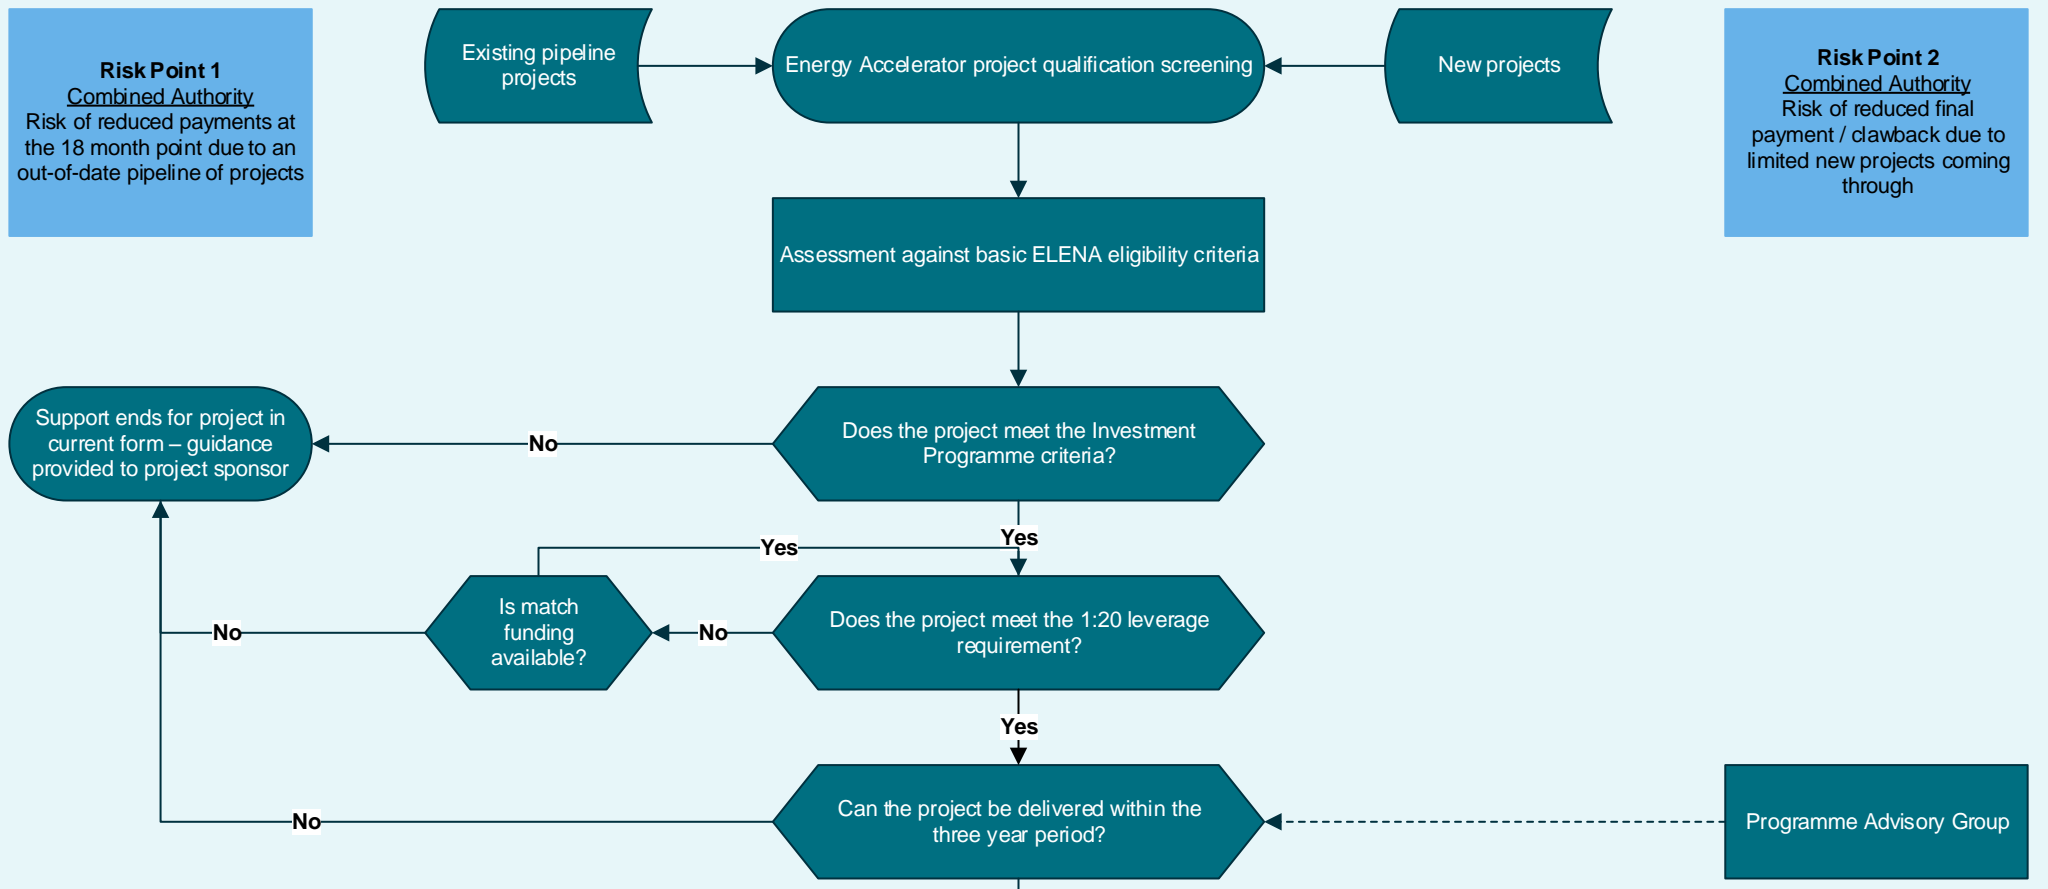 Risk Point 1
Combined Authority
Risk of reduced payments at
the 18 month point due to an
out-of-date pipeline of projects
Existing pipeline
projects
Energy Accelerator project qualification screening
New projects
Risk Point 2
Combined Authority
Risk of reduced final
payment / clawback due to
limited new projects coming
through
Assessment against basic ELENA eligibility criteria
Support ends for project in
current form – guidance
provided to project sponsor
No
Does the project meet the Investment
Programme criteria?
Yes
Yes
No
Is match
funding
available?
No
Does the project meet the 1:20 leverage
requirement?
Yes
No
Can the project be delivered within the
three year period?
Programme Advisory Group